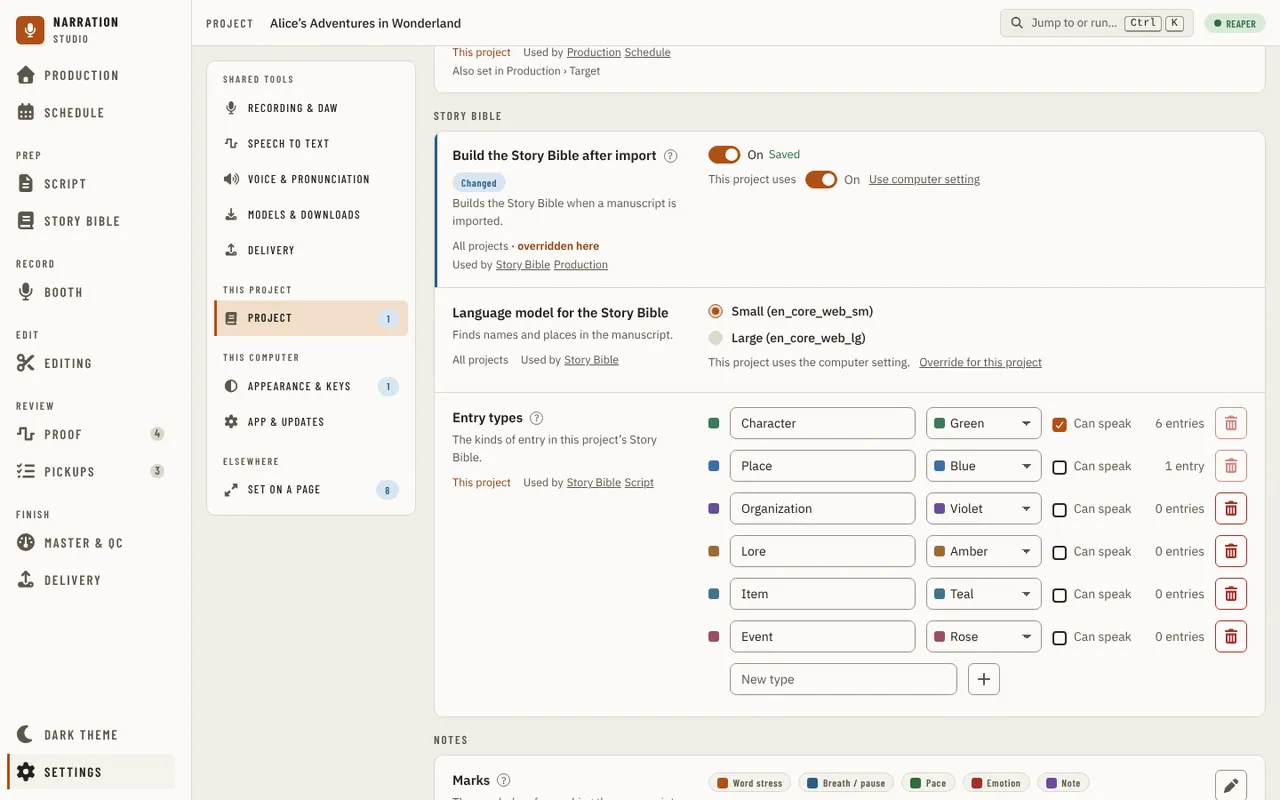 NARRATION
STUDIO
PRODUCTION
SCHEDULE
PREP
SCRIPT
STORY BIBLE
RECORD
BOOTH
EDIT
EDITING
REVIEW
PROOF 4
PICKUPS 3
FINISH
MASTER & QC
DELIVERY
DARK THEME
SETTINGS
PROJECT Alice's Adventures in Wonderland
Jump to or run... Ctrl K
REAPER
SHARED TOOLS
RECORDING & DAW
SPEECH TO TEXT
VOICE & PRONUNCIATION
MODELS & DOWNLOADS
DELIVERY
THIS PROJECT
PROJECT 1
THIS COMPUTER
APPEARANCE & KEYS 1
APP & UPDATES
ELSEWHERE
SET ON A PAGE 8
This project Used by Production Schedule
Also set in Production › Target
STORY BIBLE
Build the Story Bible after import ?
Changed
Builds the Story Bible when a manuscript is
imported.
All projects · overridden here
Used by Story Bible Production
On Saved
This project uses On Use computer setting
Language model for the Story Bible
Finds names and places in the manuscript.
All projects Used by Story Bible
Small (en_core_web_sm)
Large (en_core_web_lg)
This project uses the computer setting. Override for this project
Entry types ?
The kinds of entry in this project's Story
Bible.
This project Used by Story Bible Script
Character Green Can speak 6 entries
Place Blue Can speak 1 entry
Organization Violet Can speak 0 entries
Lore Amber Can speak 0 entries
Item Teal Can speak 0 entries
Event Rose Can speak 0 entries
New type
NOTES
Marks ?
Word stress Breath / pause Pace Emotion Note